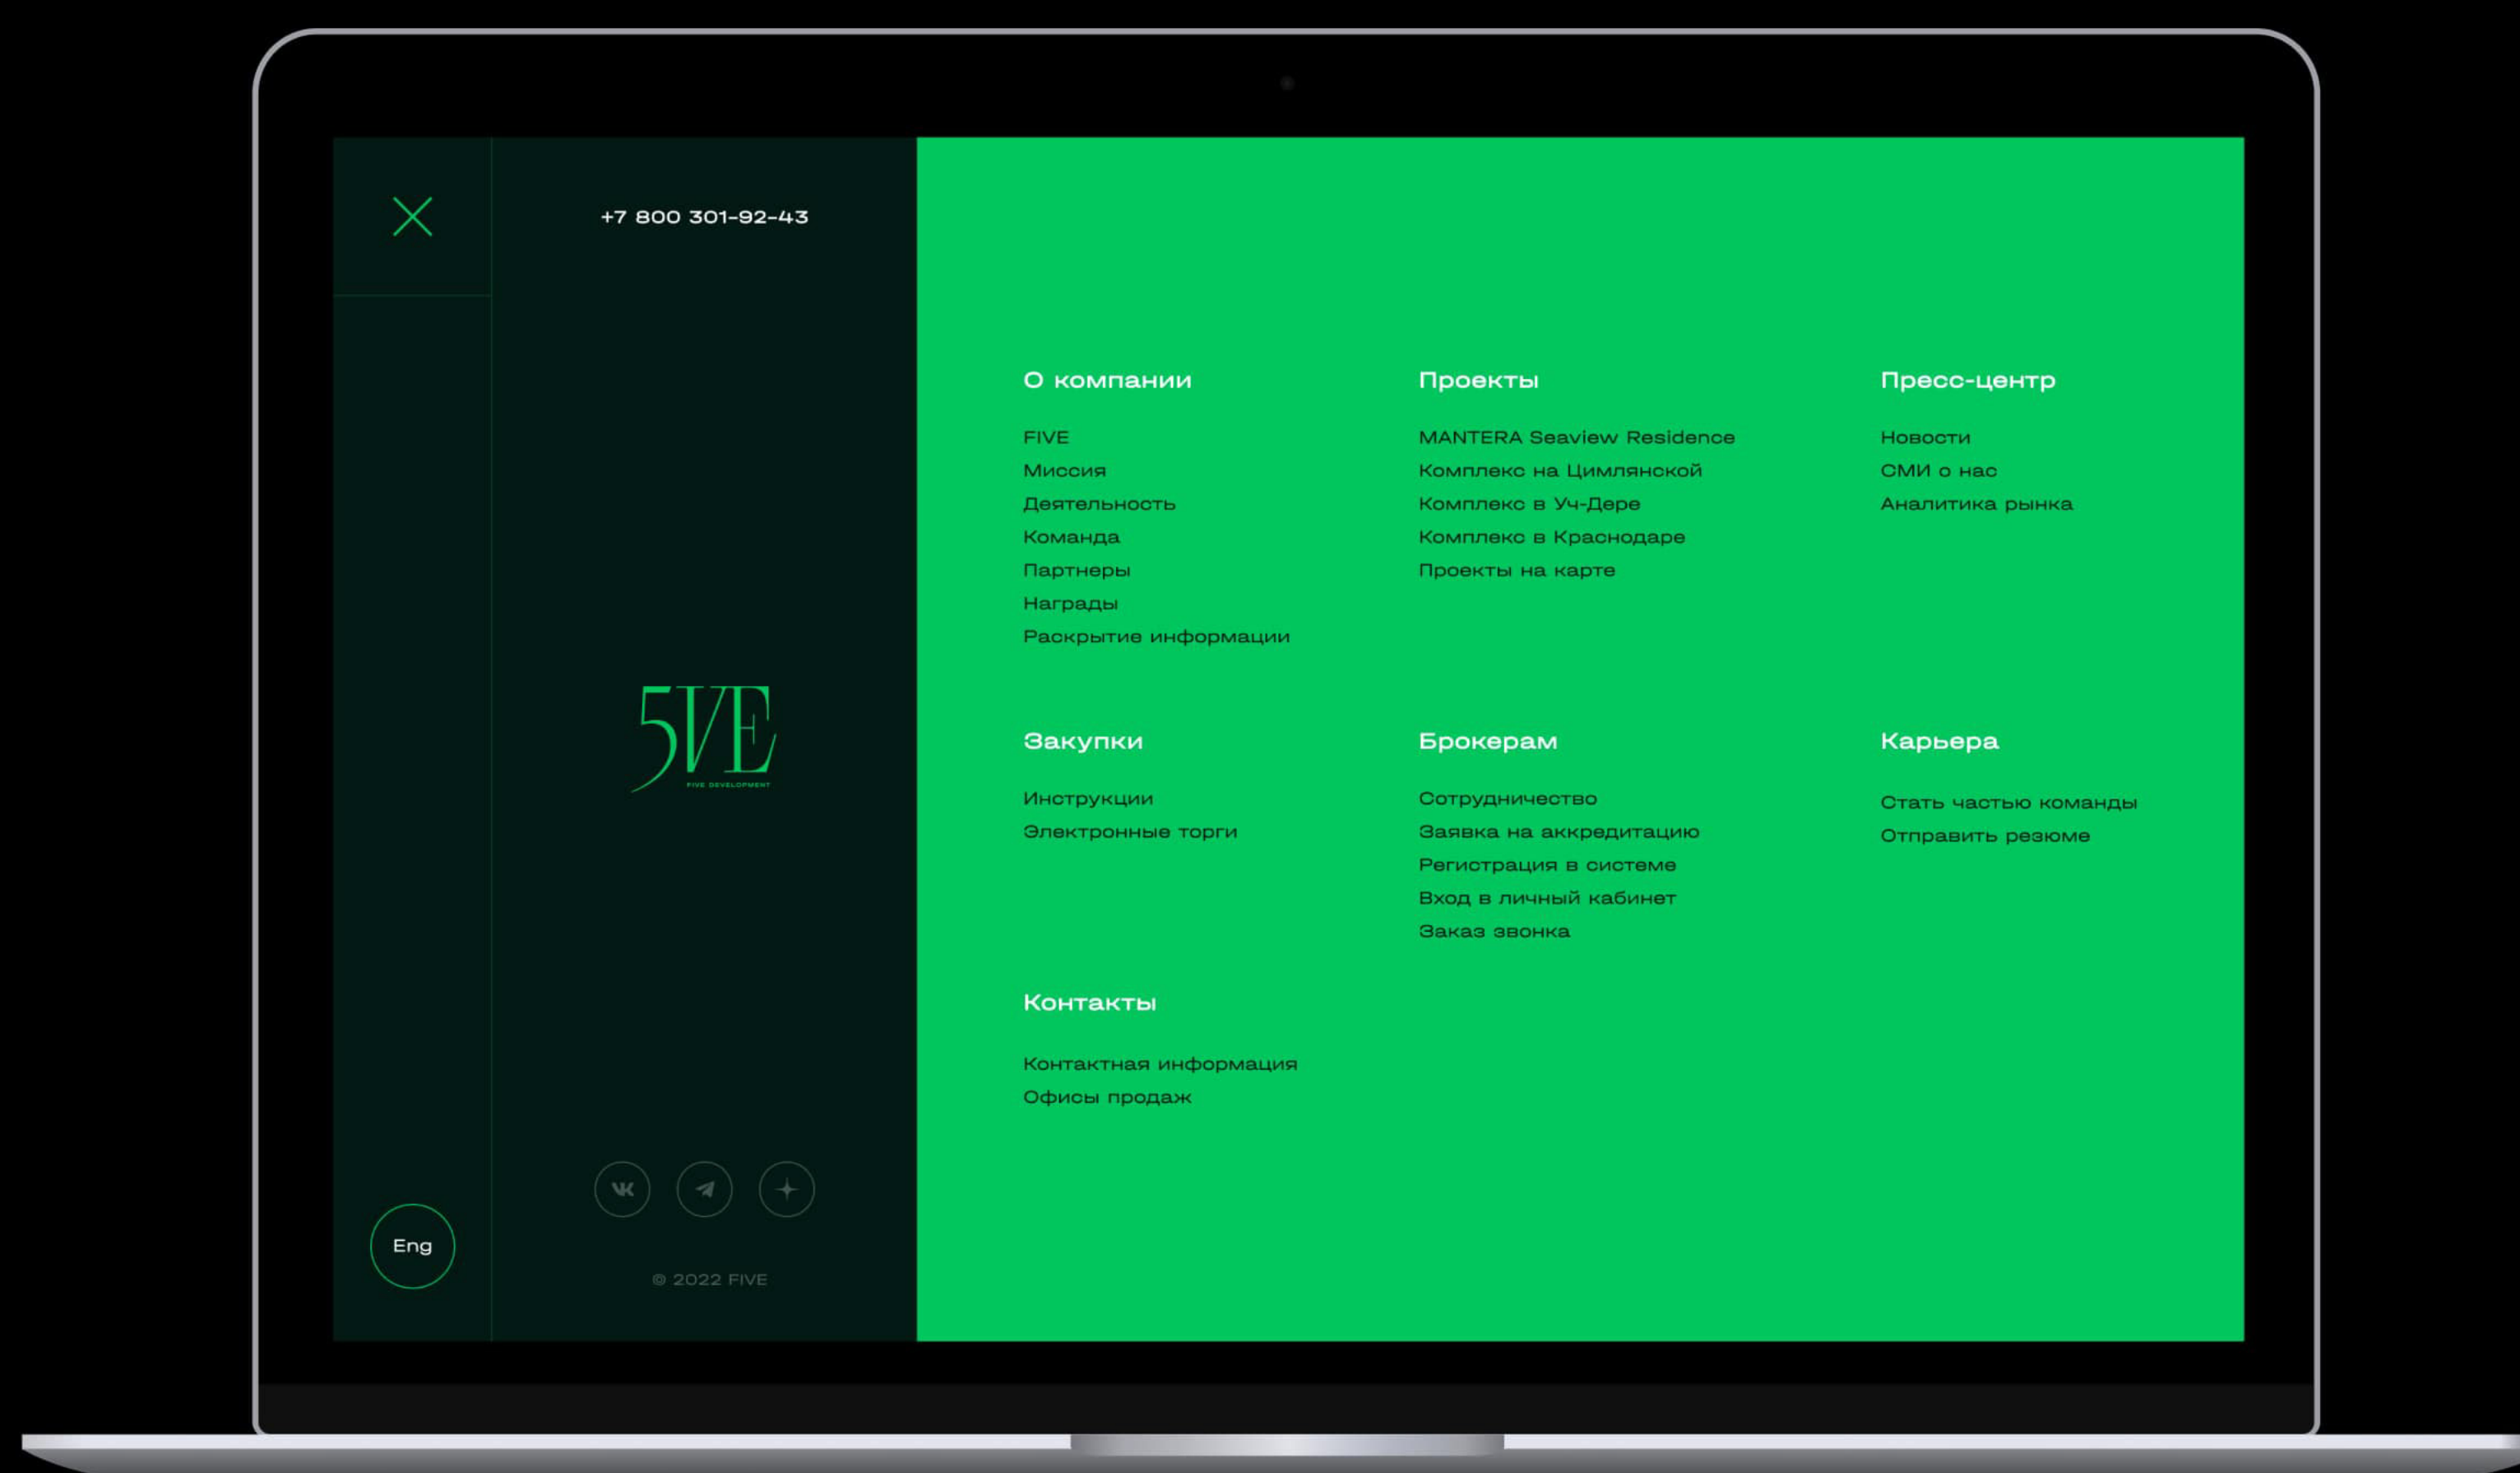 +7 800 301-92-43
5VE
FIVE DEVELOPMENT
Eng
© 2022 FIVE
О компании
FIVE
Миссия
Деятельность
Команда
Партнеры
Награды
Раскрытие информации
Проекты
MANTERA Seaview Residence
Комплекс на Цимлянской
Комплекс в Уч-Дере
Комплекс в Краснодаре
Проекты на карте
Пресс-центр
Новости
СМИ о нас
Аналитика рынка
Закупки
Инструкции
Электронные торги
Брокерам
Сотрудничество
Заявка на аккредитацию
Регистрация в системе
Вход в личный кабинет
Заказ звонка
Карьера
Стать частью команды
Отправить резюме
Контакты
Контактная информация
Офисы продаж